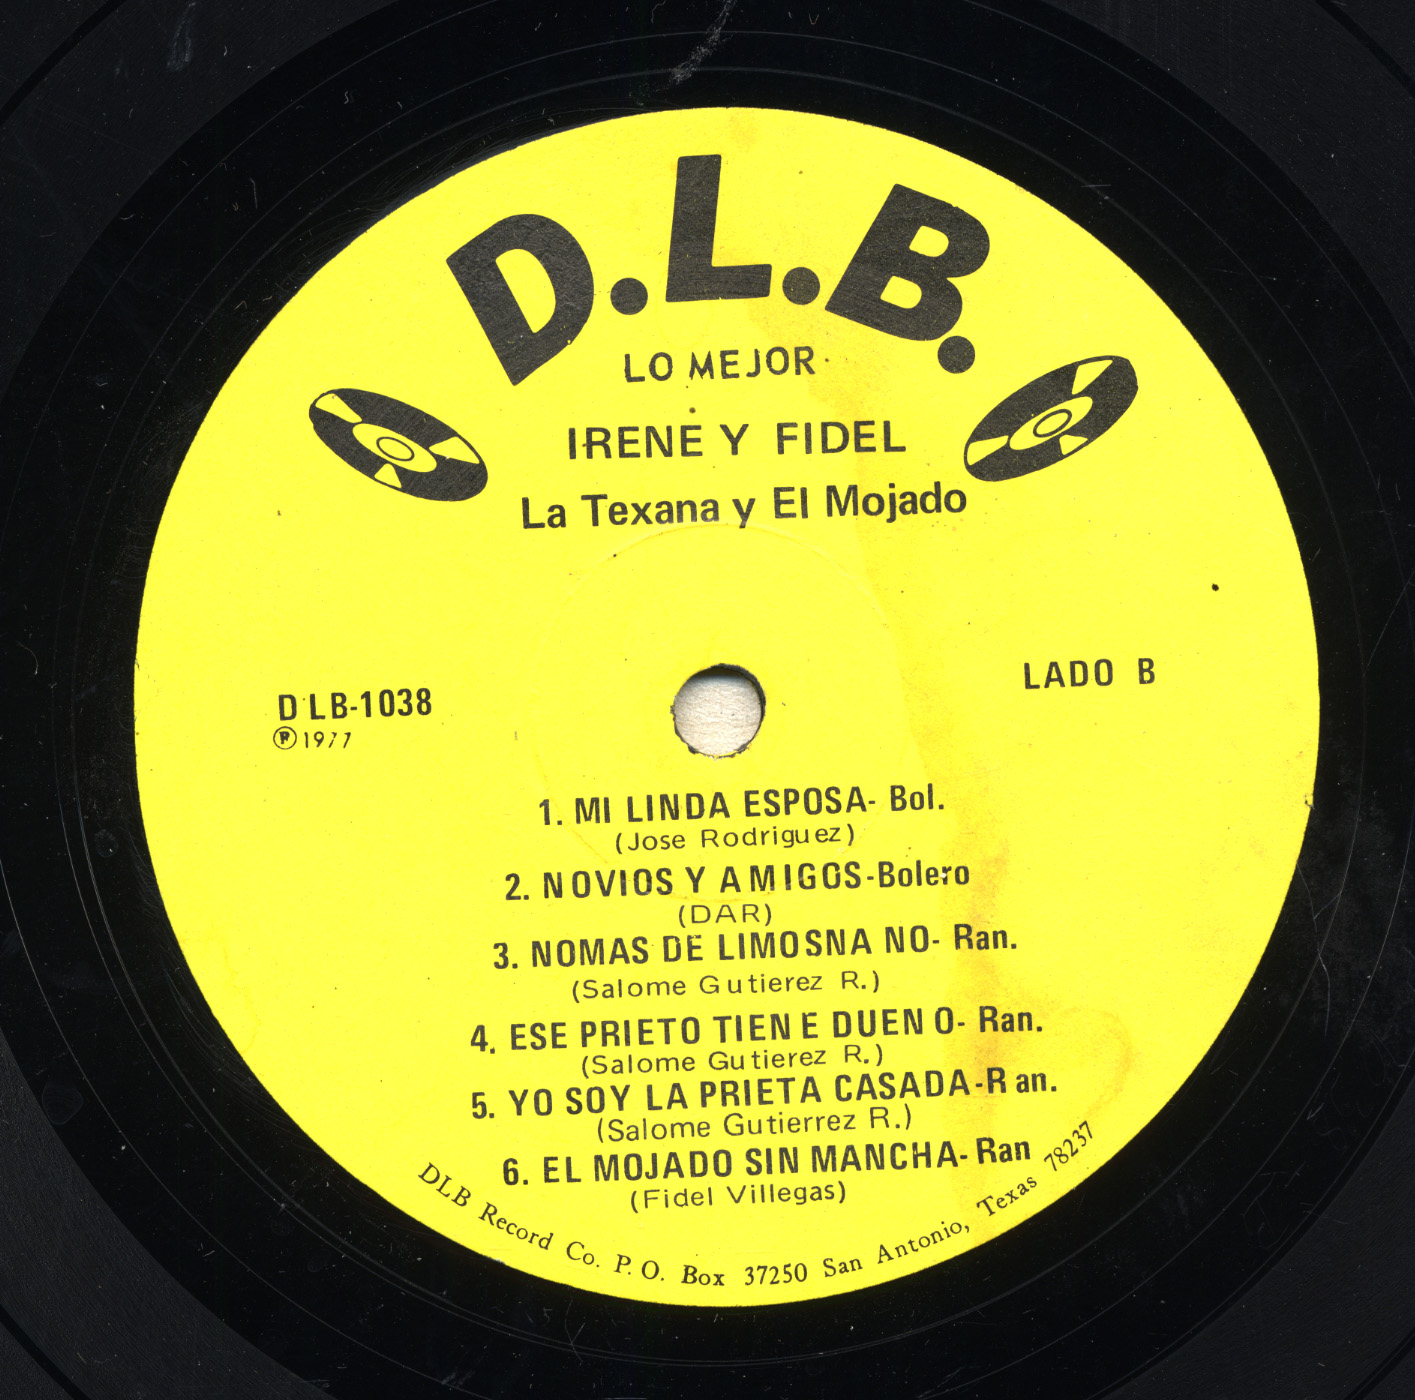 D.L.B.
LO MEJOR
IRENE Y FIDEL
La Texana y El Mojado
DLB-1038
Ⓟ 1977
LADO B
1. MI LINDA ESPOSA- Bol.
(Jose Rodriguez)
2. NOVIOS Y AMIGOS-Bolero
(DAR)
3. NOMAS DE LIMOSNA NO- Ran.
(Salome Gutierez R.)
4. ESE PRIETO TIENE DUENO- Ran.
(Salome Gutierez R.)
5. YO SOY LA PRIETA CASADA-Ran.
(Salome Gutierrez R.)
6. EL MOJADO SIN MANCHA- Ran
(Fidel Villegas)
DLB Record Co. P.O. Box 37250 San Antonio, Texas 78237